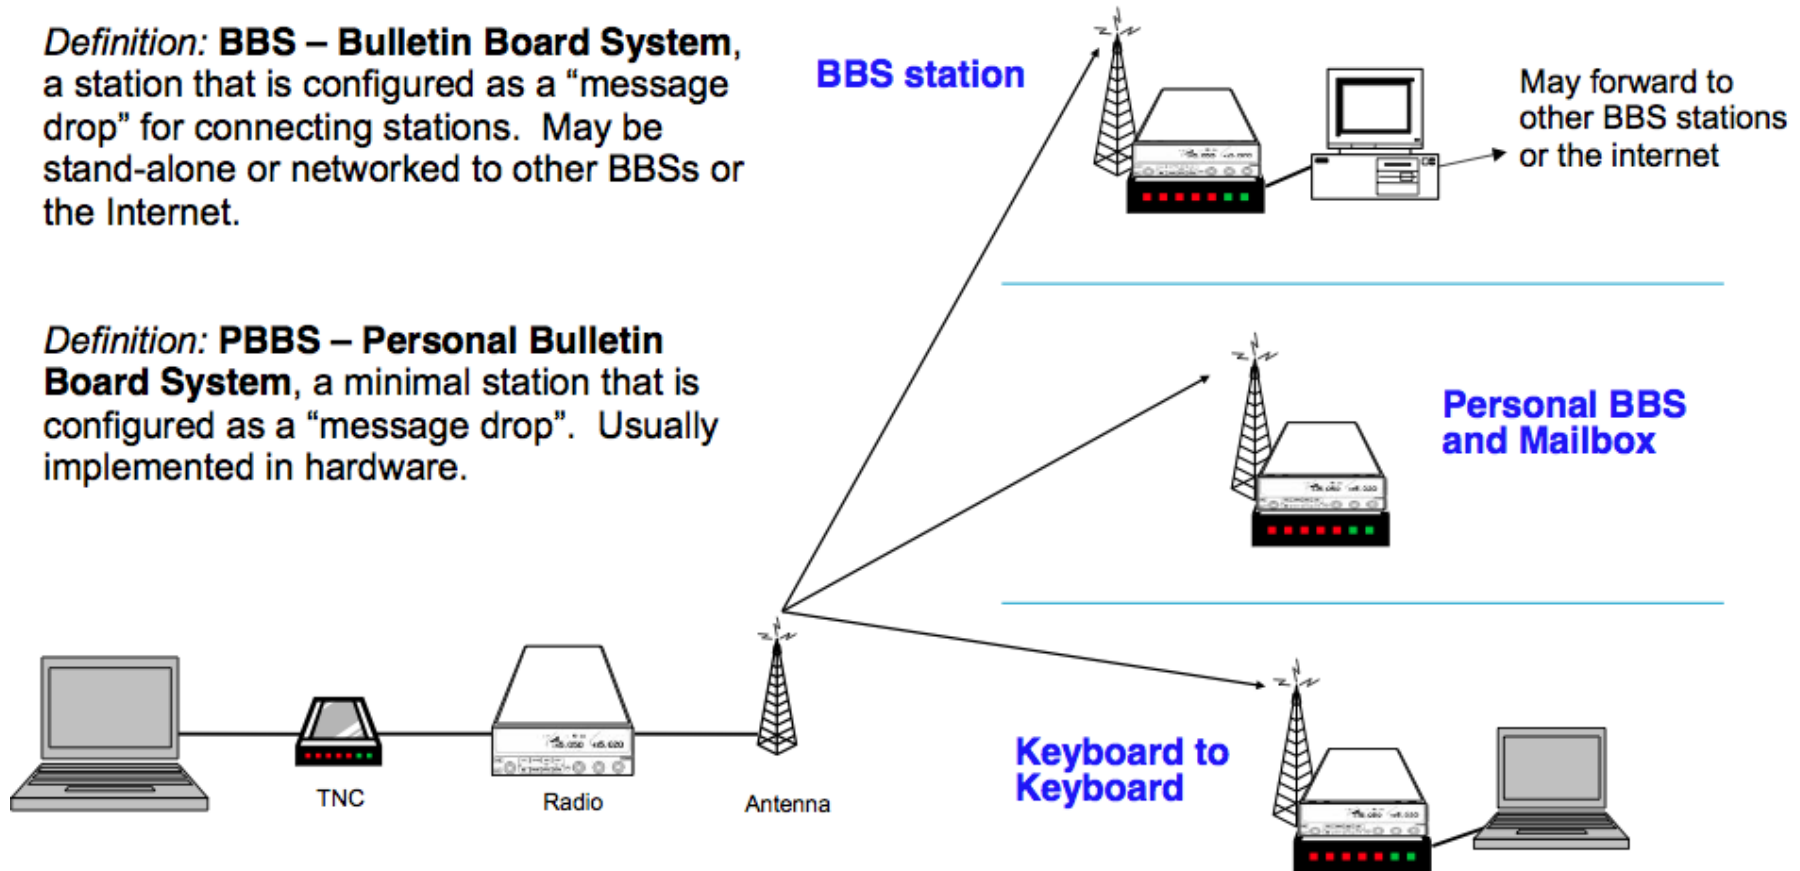 Definition: BBS – Bulletin Board System,
a station that is configured as a “message
drop” for connecting stations.  May be
stand-alone or networked to other BBSs or
the Internet.
BBS station
May forward to
other BBS stations
or the internet
Definition: PBBS – Personal Bulletin
Board System, a minimal station that is
configured as a “message drop”.  Usually
implemented in hardware.
Personal BBS
and Mailbox
TNC
Radio
Antenna
Keyboard to
Keyboard